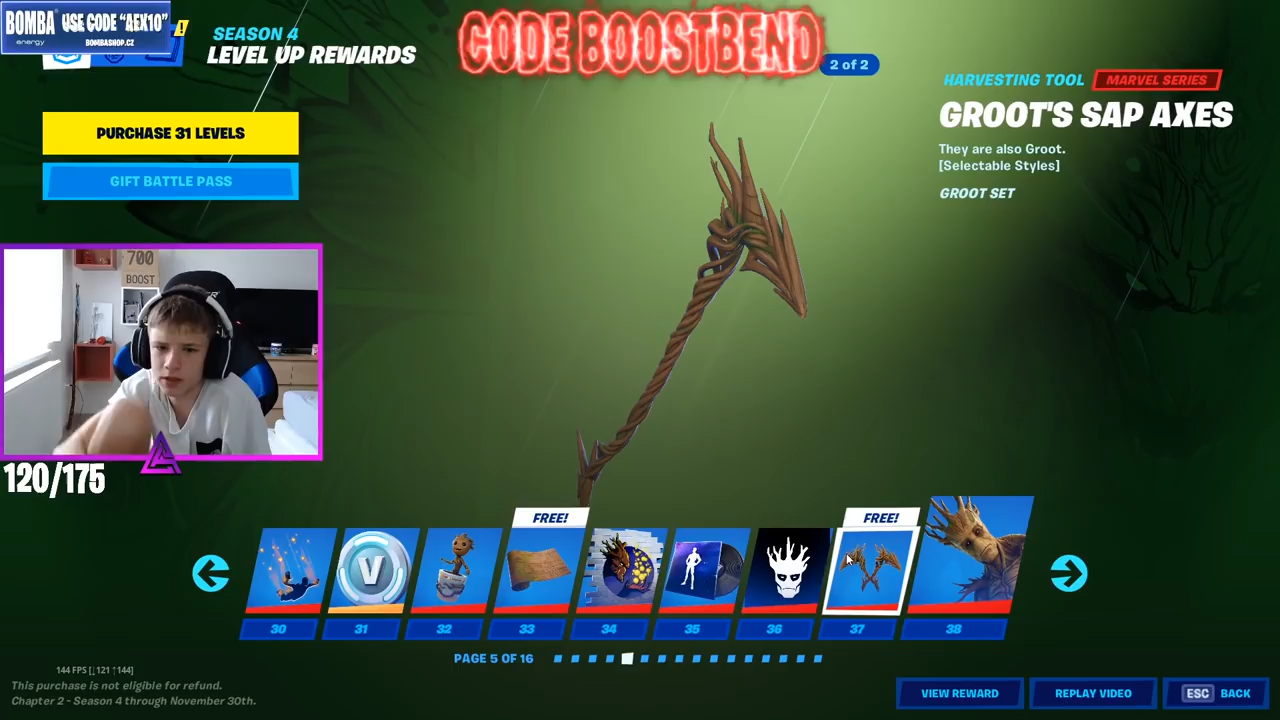 BOMBA
energy
USE CODE "AEX10"
BOMBASHOP.CZ
!
SEASON 4
LEVEL UP REWARDS
CODE BOOSTBEND
2 of 2
PURCHASE 31 LEVELS
GIFT BATTLE PASS
HARVESTING TOOL
MARVEL SERIES
GROOT'S SAP AXES
They are also Groot.
[Selectable Styles]
GROOT SET
700
BOOST
120/175
FREE!
FREE!
V
30
31
32
33
34
35
36
37
38
PAGE 5 OF 16
144 FPS [↓121 ↑144]
This purchase is not eligible for refund.
Chapter 2 - Season 4 through November 30th.
VIEW REWARD
REPLAY VIDEO
ESC BACK